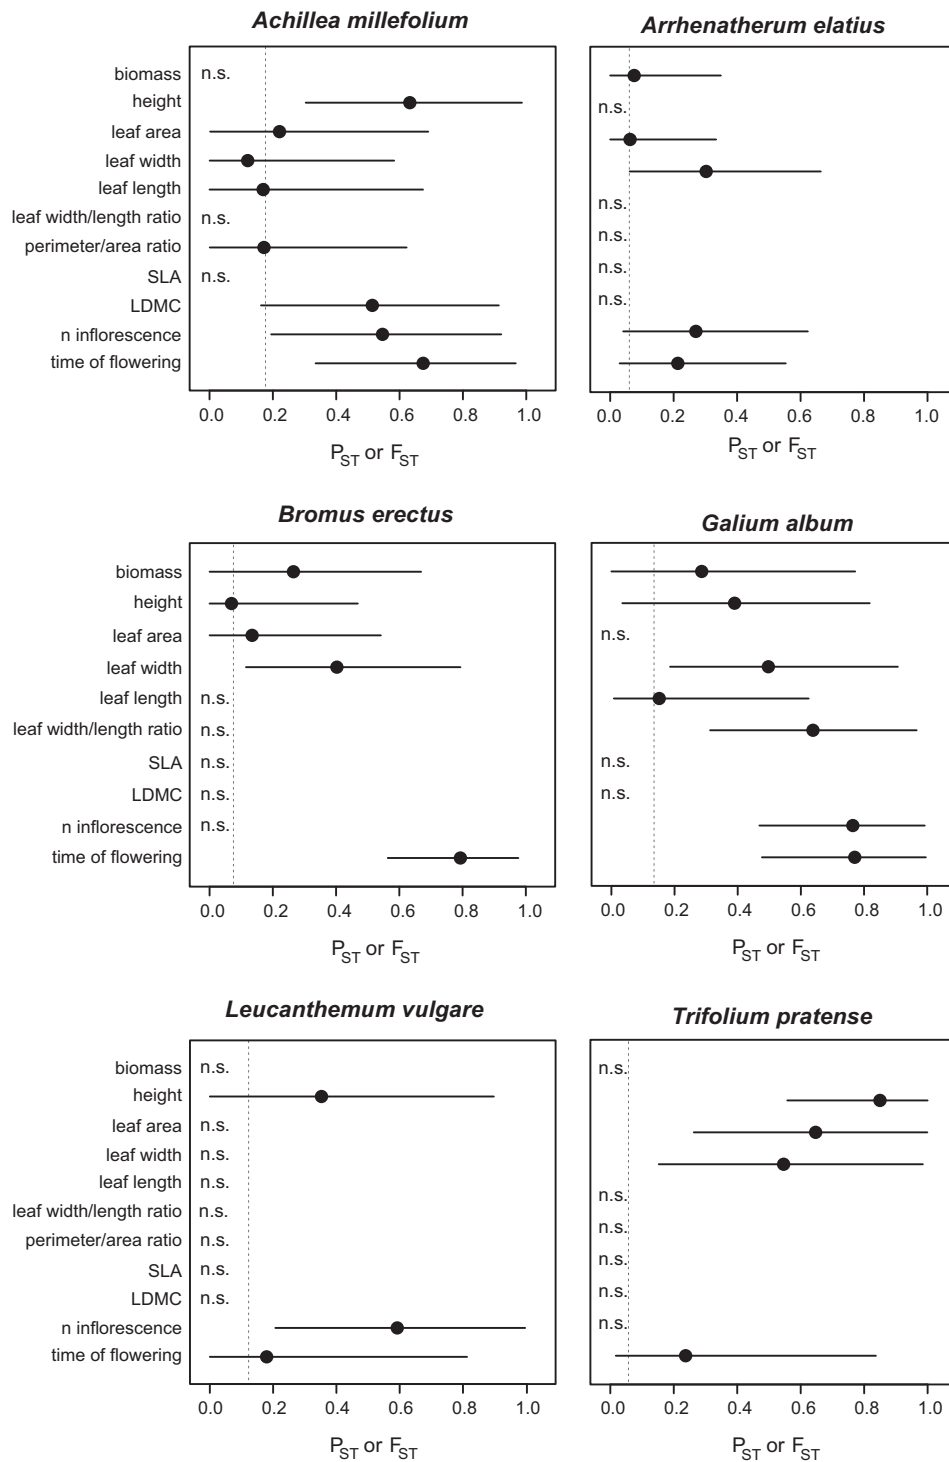 Achillea millefolium
biomass n.s.
height
leaf area
leaf width
leaf length
leaf width/length ratio n.s.
perimeter/area ratio
SLA n.s.
LDMC
n inflorescence
time of flowering
0.0 0.2 0.4 0.6 0.8 1.0
PST or FST
Arrhenatherum elatius
n.s.
n.s.
n.s.
n.s.
n.s.
0.0 0.2 0.4 0.6 0.8 1.0
PST or FST
Bromus erectus
biomass
height
leaf area
leaf width
leaf length n.s.
leaf width/length ratio n.s.
SLA n.s.
LDMC n.s.
n inflorescence n.s.
time of flowering
0.0 0.2 0.4 0.6 0.8 1.0
PST or FST
Galium album
n.s.
n.s.
n.s.
0.0 0.2 0.4 0.6 0.8 1.0
PST or FST
Leucanthemum vulgare
biomass n.s.
height
leaf area n.s.
leaf width n.s.
leaf length n.s.
leaf width/length ratio n.s.
perimeter/area ratio n.s.
SLA n.s.
LDMC n.s.
n inflorescence
time of flowering
0.0 0.2 0.4 0.6 0.8 1.0
PST or FST
Trifolium pratense
n.s.
n.s.
n.s.
n.s.
n.s.
n.s.
0.0 0.2 0.4 0.6 0.8 1.0
PST or FST